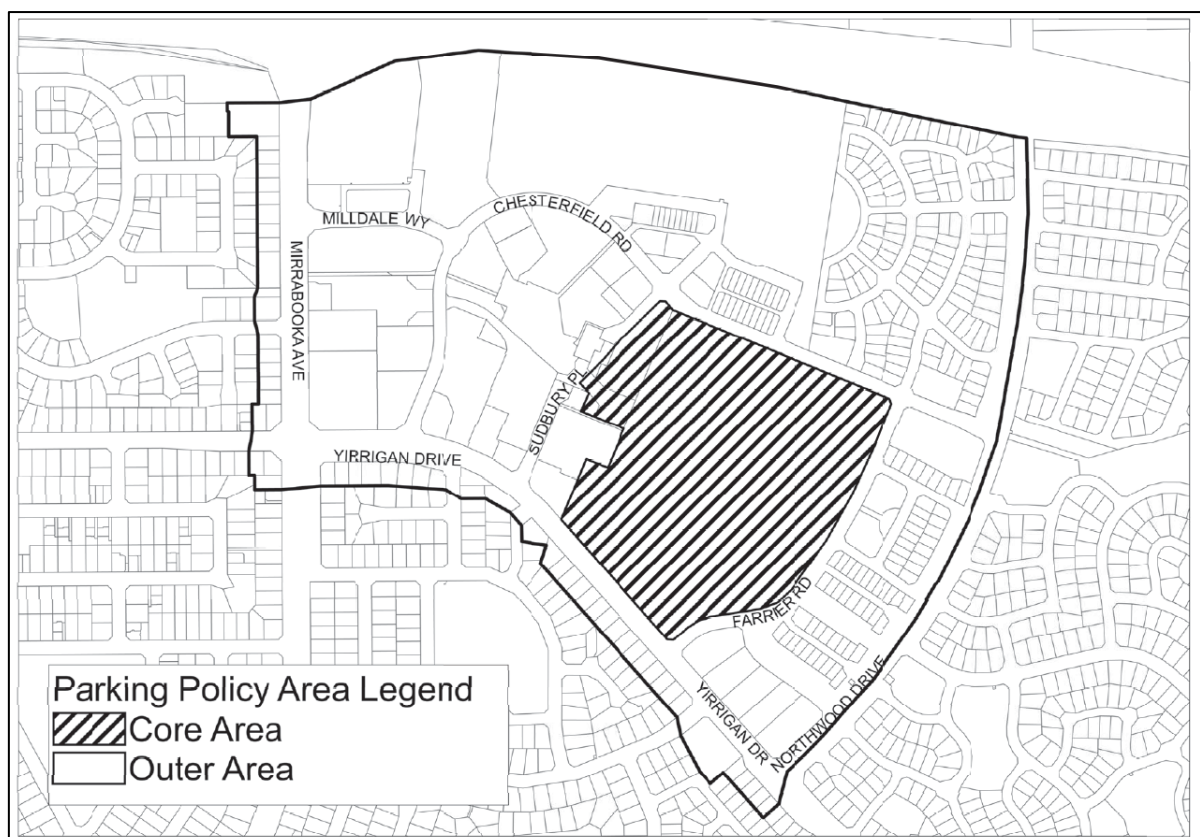 CHESTERFIELD RD
MILLDALE WY
MIRRABOOKA AVE
SUDBURY PL
YIRRIGAN DRIVE
FARRIER RD
YIRRIGAN DR
NORTHWOOD DRIVE
Parking Policy Area Legend
Core Area
Outer Area